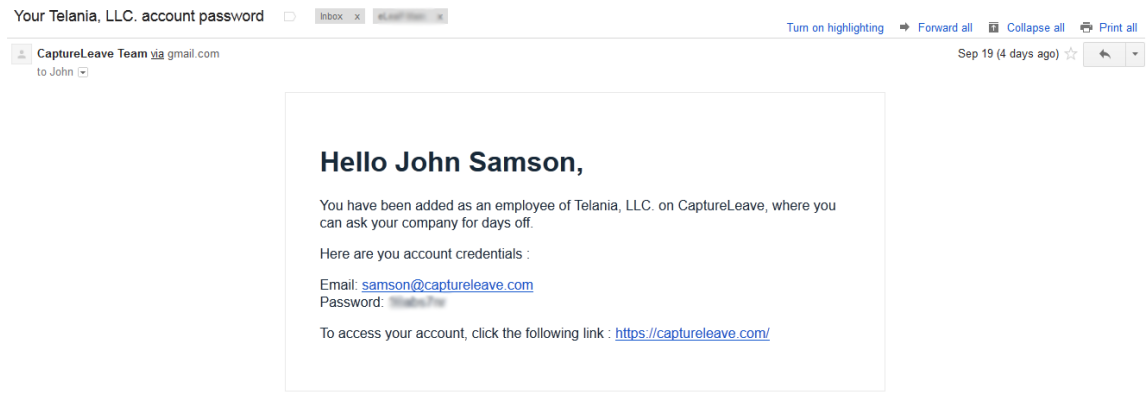 Your Telania, LLC. account password
Inbox x
x
Turn on highlighting Forward all Collapse all Print all
CaptureLeave Team via gmail.com
Sep 19 (4 days ago)
to John
Hello John Samson,
You have been added as an employee of Telania, LLC. on CaptureLeave, where you
can ask your company for days off.
Here are you account credentials :
Email: samson@captureleave.com
Password:
To access your account, click the following link : https://captureleave.com/